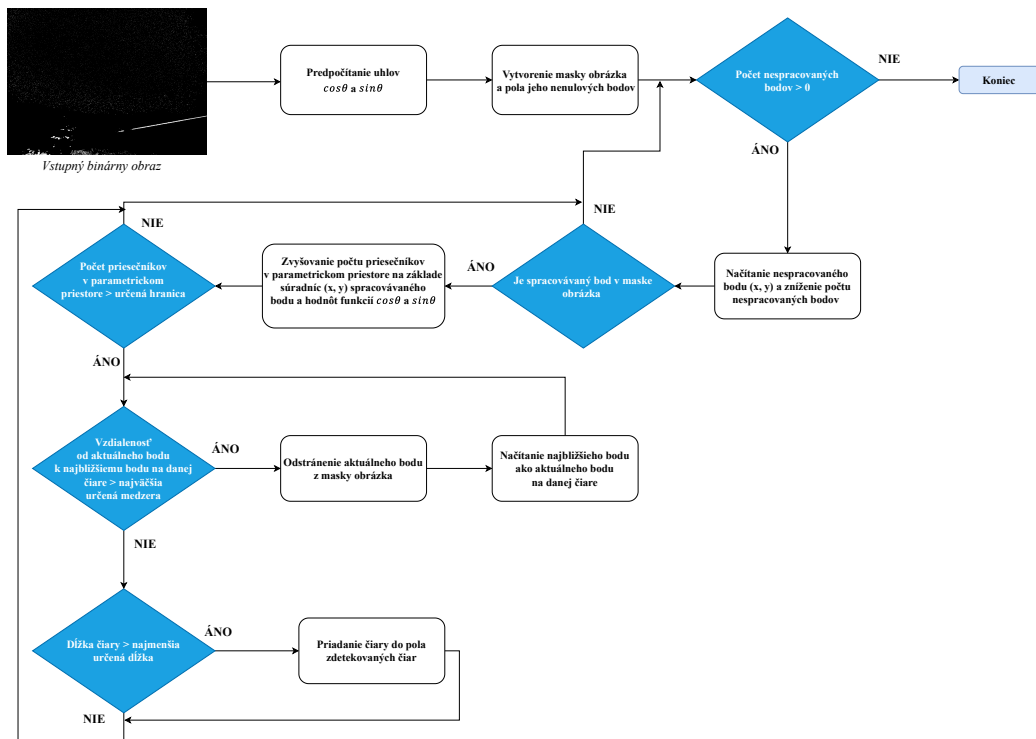 Vstupný binárny obraz
Predpočítanie uhlov
cosθ a sinθ
Vytvorenie masky obrázka
a pola jeho nenulových bodov
Počet nespracovaných
bodov > 0
NIE
Koniec
ÁNO
Načítanie nespracovaného
bodu (x, y) a zníženie počtu
nespracovaných bodov
Je spracovávaný bod v maske
obrázka
NIE
ÁNO
Zvyšovanie počtu priesečníkov
v parametrickom priestore na základe
súradníc (x, y) spracovávaného
bodu a hodnôt funkcií cosθ a sinθ
Počet priesečníkov
v parametrickom
priestore > určená hranica
NIE
ÁNO
Vzdialenosť
od aktuálneho bodu
k najbližšiemu bodu na danej
čiare > najväčšia
určená medzera
ÁNO
Odstránenie aktuálneho bodu
z masky obrázka
Načítanie najbližšieho bodu
ako aktuálneho bodu
na danej čiare
NIE
Dĺžka čiary > najmenšia
určená dĺžka
ÁNO
Priadanie čiary do pola
zdetekovaných čiar
NIE